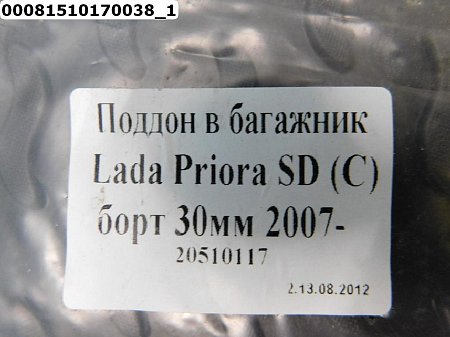 00081510170038_1
Поддон в багажник
Lada Priora SD (C)
борт 30мм 2007-
20510117
2.13.08.2012